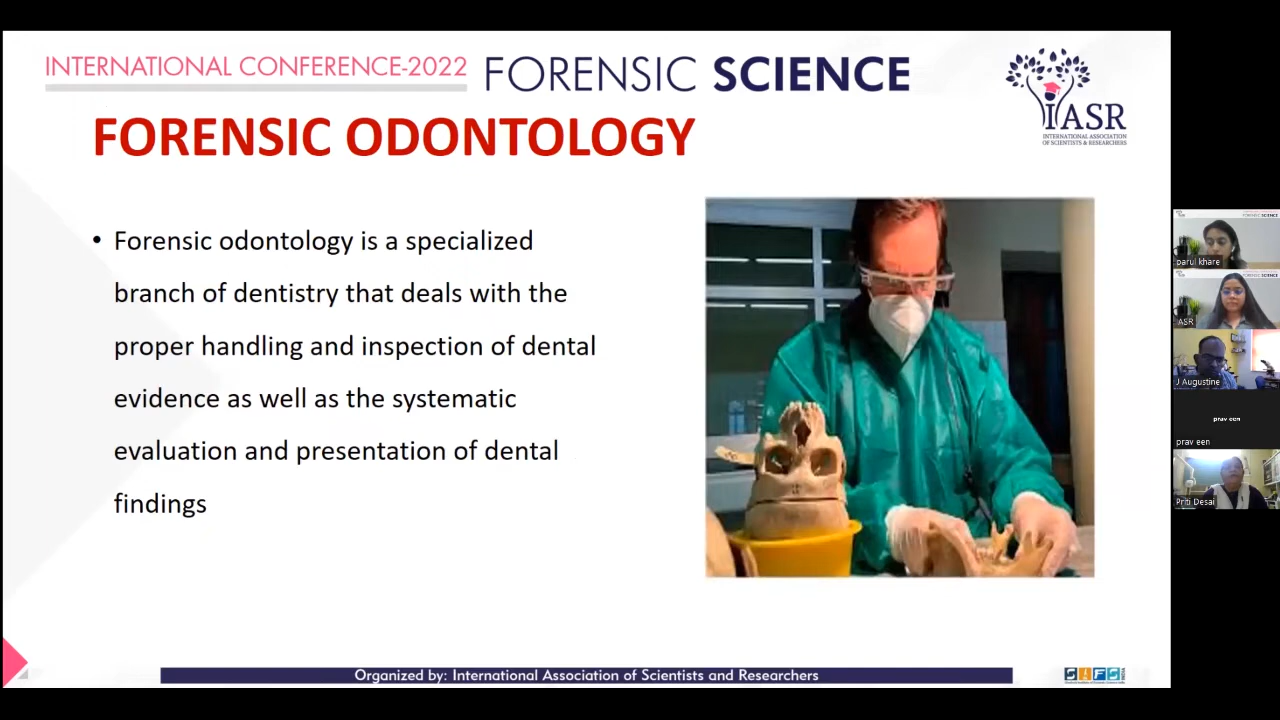 INTERNATIONAL CONFERENCE-2022 FORENSIC SCIENCE
IASR
INTERNATIONAL ASSOCIATION
OF SCIENTISTS & RESEARCHERS
FORENSIC ODONTOLOGY
• Forensic odontology is a specialized
branch of dentistry that deals with the
proper handling and inspection of dental
evidence as well as the systematic
evaluation and presentation of dental
findings
Organized by: International Association of Scientists and Researchers
SIFS
INDIA
parul khare
IASR
J Augustine
prav een
prav een
Priti Desai